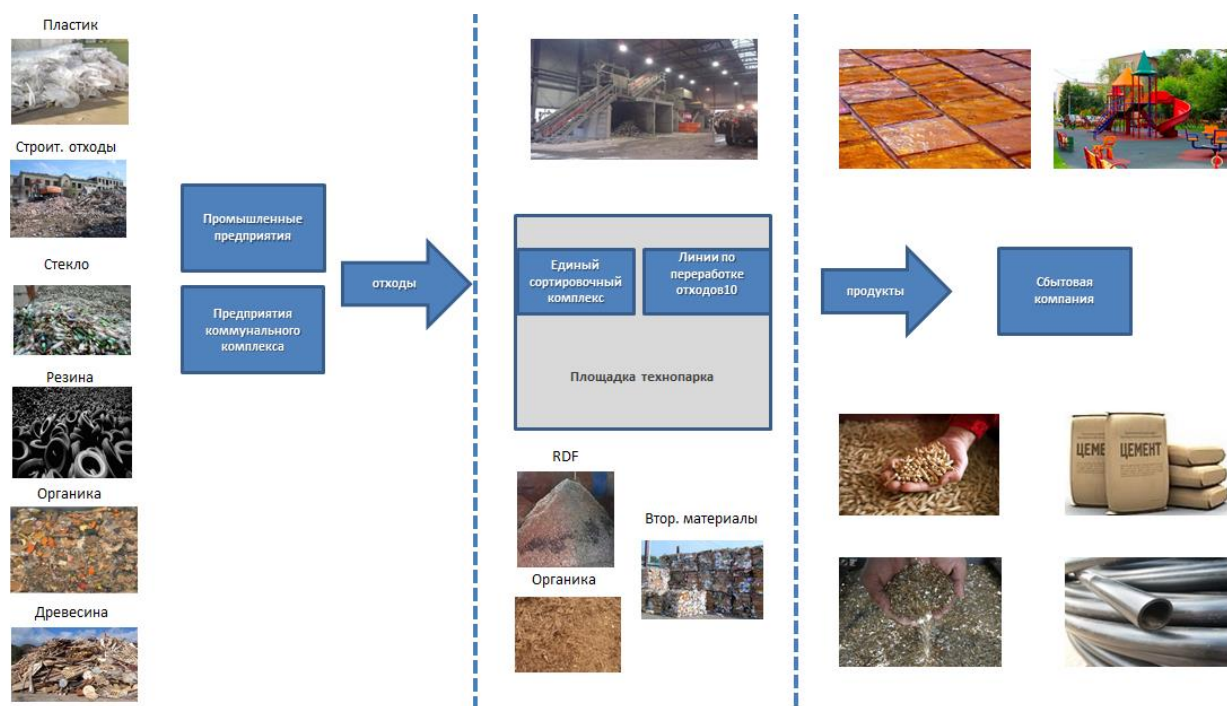 Пластик
Строит. отходы
Стекло
Резина
Органика
Древесина
Промышленные
предприятия
Предприятия
коммунального
комплекса
отходы
Единый
сортировочный
комплекс
Линии по
переработке
отходов10
Площадка технопарка
RDF
Втор. материалы
Органика
продукты
Сбытовая
компания
ЦЕМЕ
ЦЕМЕНТ